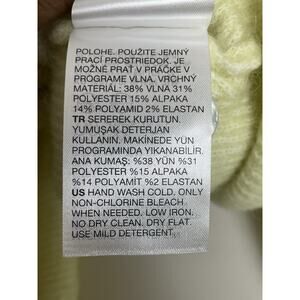 POLOHE. POUŽITE JEMNÝ
PRACÍ PROSTRIEDOK. JE
MOŽNÉ PRAŤ V PRÁČKE V
PROGRAME VLNA. VRCHNÝ
MATERIÁL: 38% VLNA 31%
POLYESTER 15% ALPAKA
14% POLYAMID 2% ELASTAN
TR SEREREK KURUTUN.
YUMUŞAK DETERJAN
KULLANIN. MAKİNEDE YÜN
PROGRAMINDA YIKANABİLİR.
ANA KUMAŞ: %38 YÜN %31
POLYESTER %15 ALPAKA
%14 POLYAMİT %2 ELASTAN
US HAND WASH COLD. ONLY
NON-CHLORINE BLEACH
WHEN NEEDED. LOW IRON.
NO DRY CLEAN. DRY FLAT.
USE MILD DETERGENT.